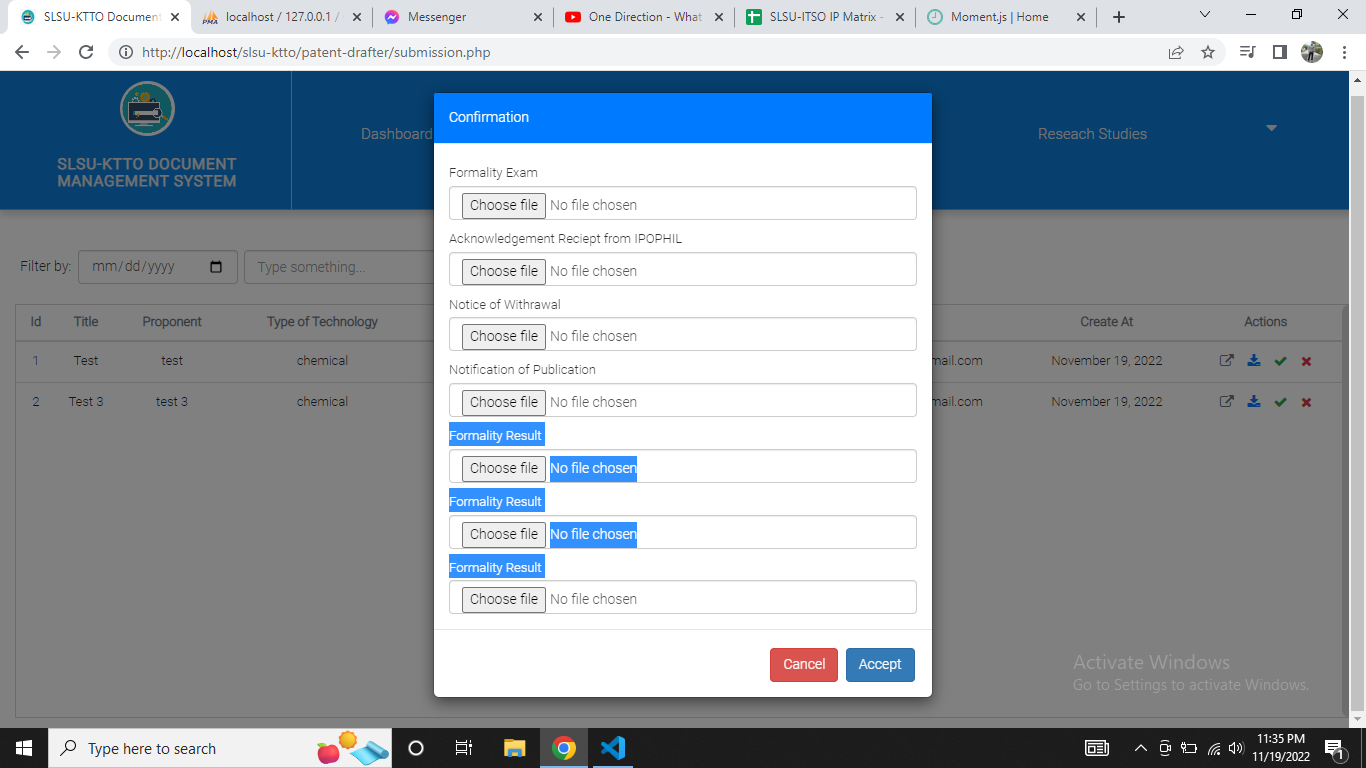 SLSU-KTTO Document
localhost / 127.0.0.1 /
Messenger
One Direction - What
SLSU-ITSO IP Matrix -
Moment.js | Home
http://localhost/slsu-ktto/patent-drafter/submission.php
SLSU-KTTO DOCUMENT
MANAGEMENT SYSTEM
Dashboard
Reseach Studies
Confirmation
Formality Exam
Choose file No file chosen
Acknowledgement Reciept from IPOPHIL
Choose file No file chosen
Notice of Withrawal
Choose file No file chosen
Notification of Publication
Choose file No file chosen
Formality Result
Choose file No file chosen
Formality Result
Choose file No file chosen
Formality Result
Choose file No file chosen
Cancel Accept
Filter by: mm/dd/yyyy Type something...
Id Title Proponent Type of Technology Create At Actions
1 Test test chemical mail.com November 19, 2022
2 Test 3 test 3 chemical mail.com November 19, 2022
Activate Windows
Go to Settings to activate Windows.
Type here to search
11:35 PM
11/19/2022
1